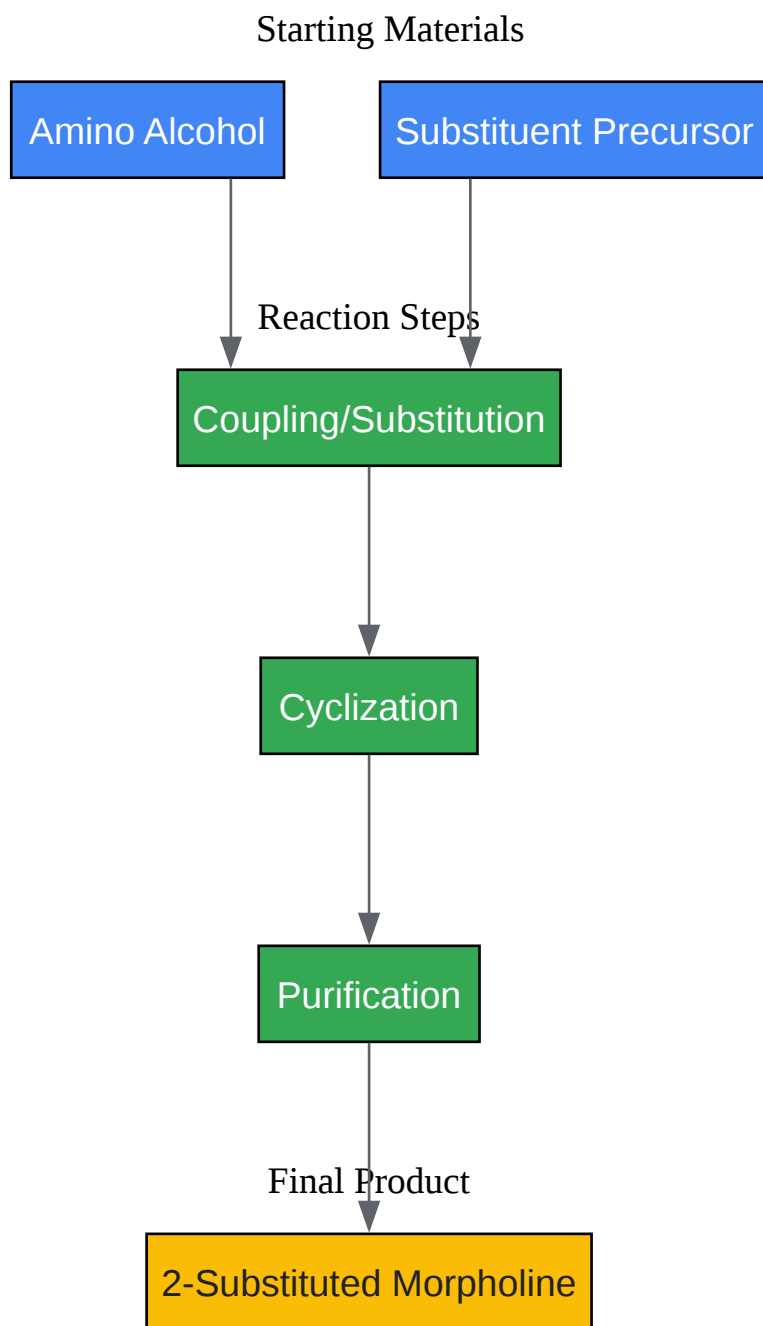 Starting Materials
Amino Alcohol
Substituent Precursor
Reaction Steps
Coupling/Substitution
Cyclization
Purification
Final Product
2-Substituted Morpholine